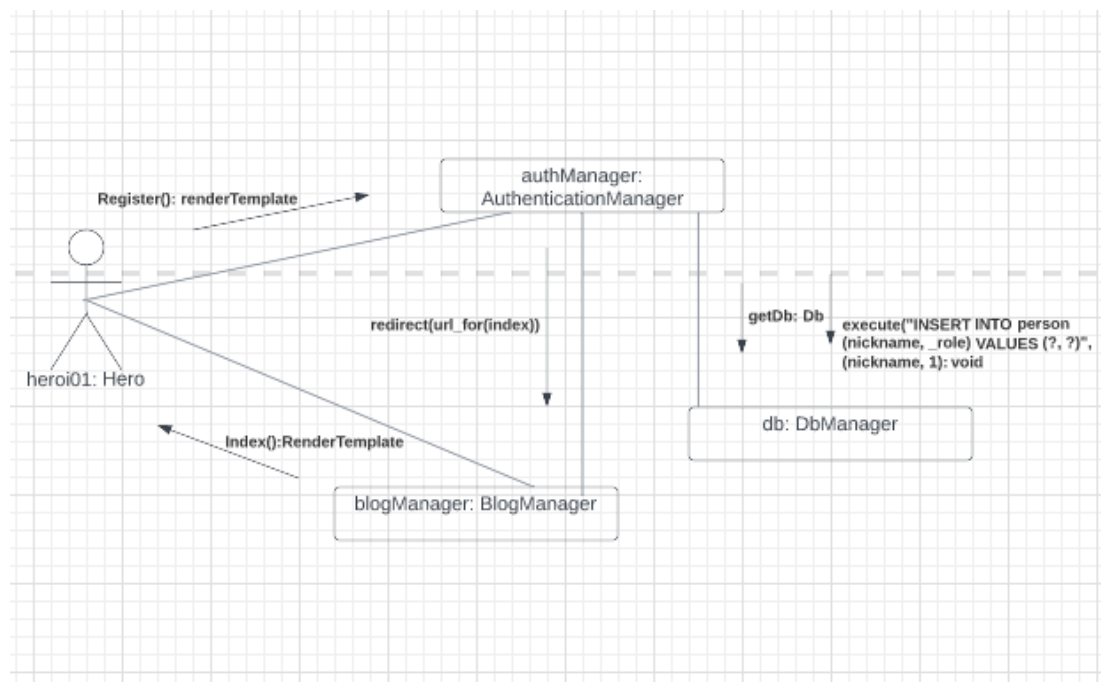 authManager:
AuthenticationManager
Register(): renderTemplate
redirect(url_for(index))
getDb: Db
execute("INSERT INTO person
(nickname, _role) VALUES (?, ?)",
(nickname, 1): void
heroi01: Hero
db: DbManager
Index():RenderTemplate
blogManager: BlogManager